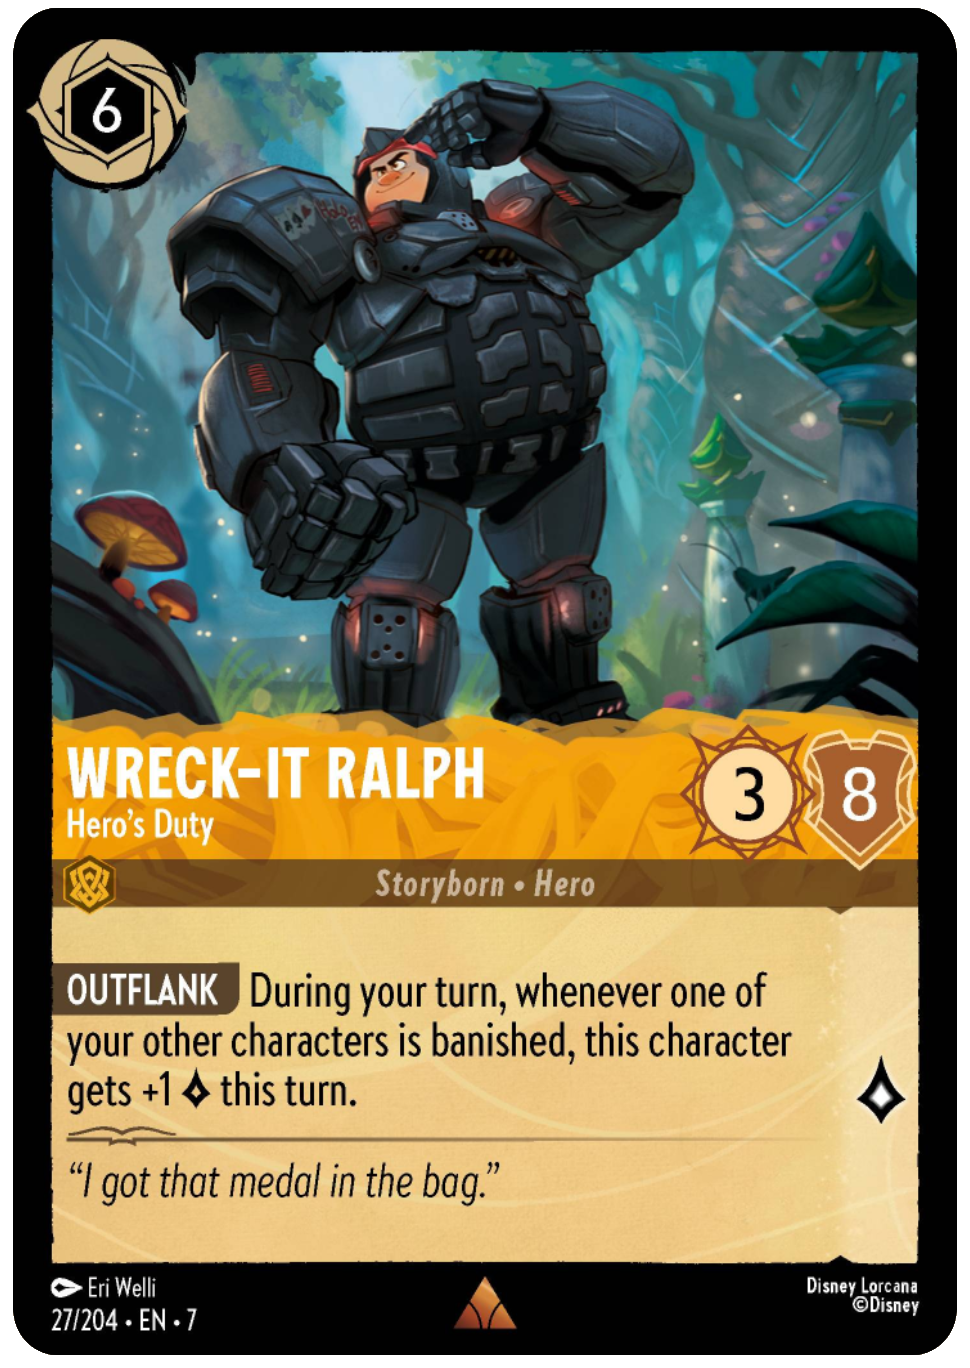 6
WRECK-IT RALPH
Hero's Duty
3
8
Storyborn • Hero
OUTFLANK During your turn, whenever one of
your other characters is banished, this character
gets +1 this turn.
“I got that medal in the bag.”
Eri Welli
27/204 • EN • 7
Disney Lorcana
©Disney